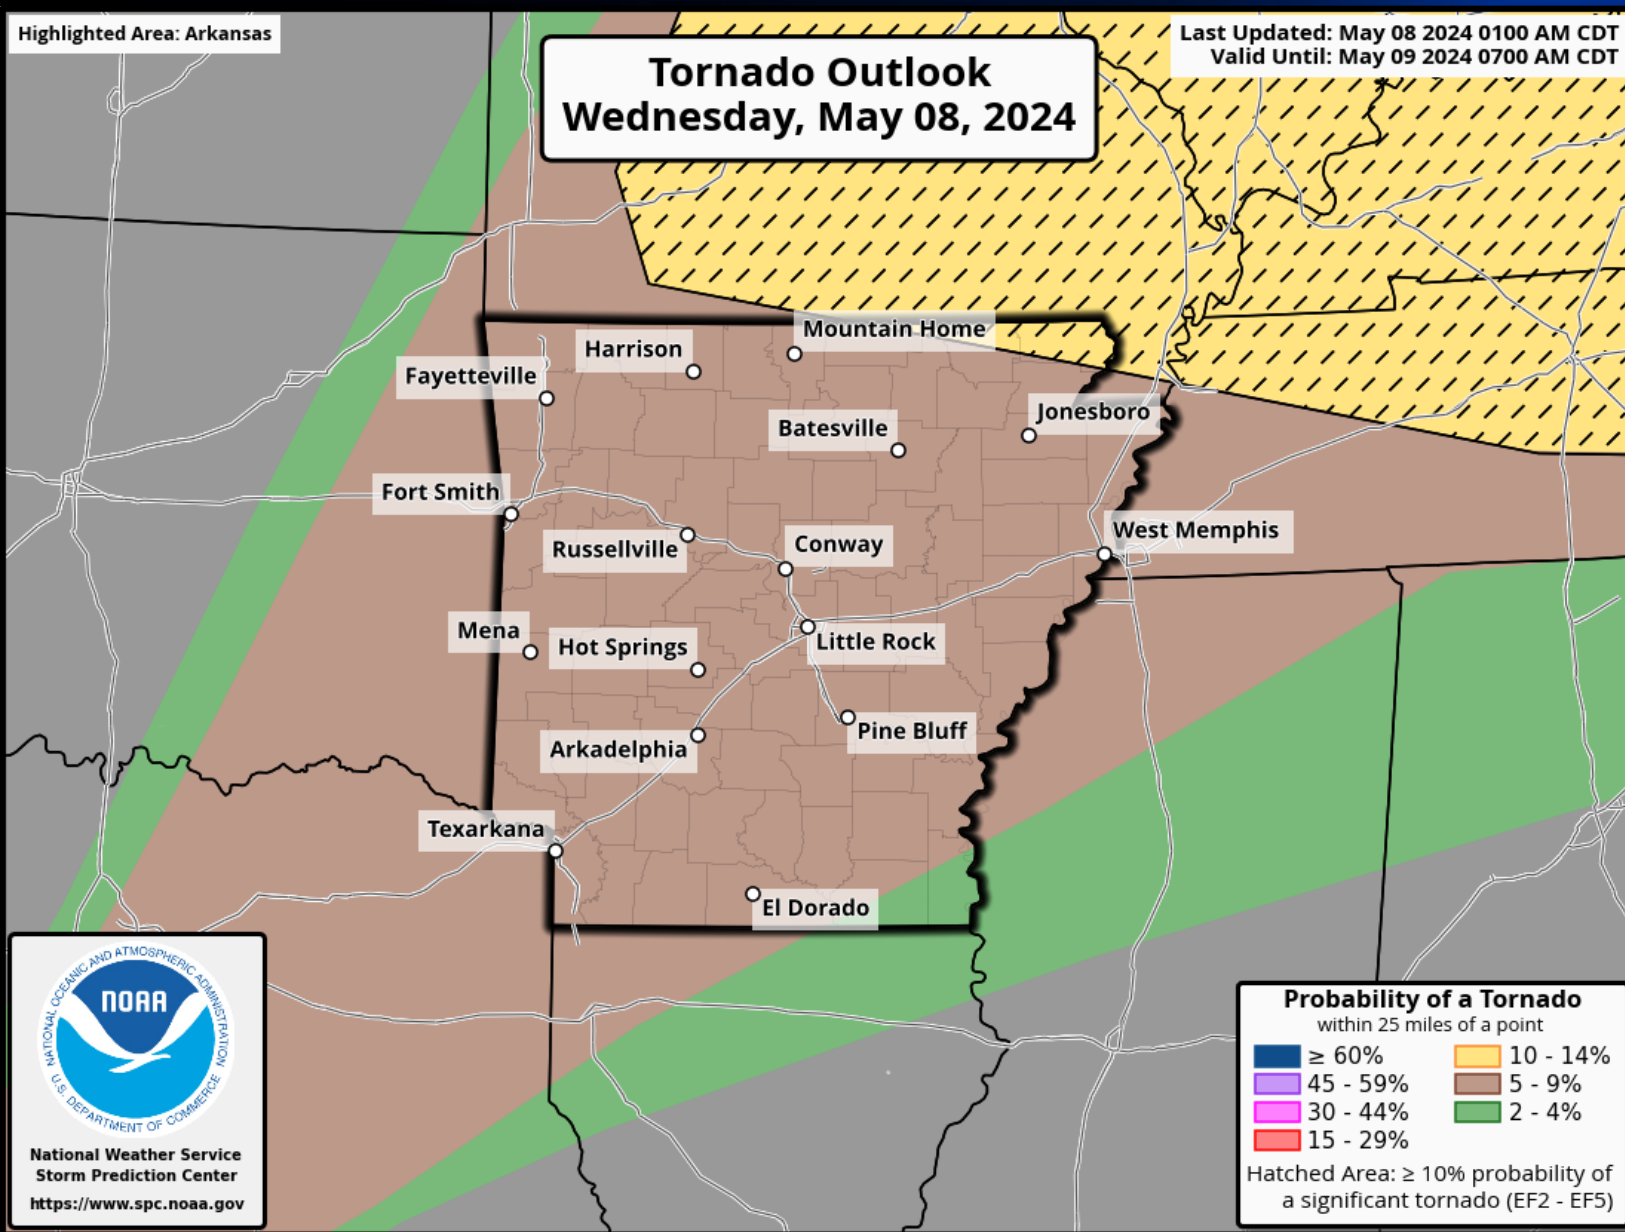 Highlighted Area: Arkansas
Last Updated: May 08 2024 0100 AM CDT
Valid Until: May 09 2024 0700 AM CDT
Tornado Outlook
Wednesday, May 08, 2024
Mountain Home
Harrison
Fayetteville
Jonesboro
Batesville
Fort Smith
West Memphis
Russellville
Conway
Mena
Hot Springs
Little Rock
Pine Bluff
Arkadelphia
Texarkana
El Dorado
NATIONAL OCEANIC AND ATMOSPHERIC ADMINISTRATION
NOAA
U.S. DEPARTMENT OF COMMERCE
National Weather Service
Storm Prediction Center
https://www.spc.noaa.gov
Probability of a Tornado
within 25 miles of a point
≥ 60% 10 - 14%
45 - 59% 5 - 9%
30 - 44% 2 - 4%
15 - 29%
Hatched Area: ≥ 10% probability of
a significant tornado (EF2 - EF5)